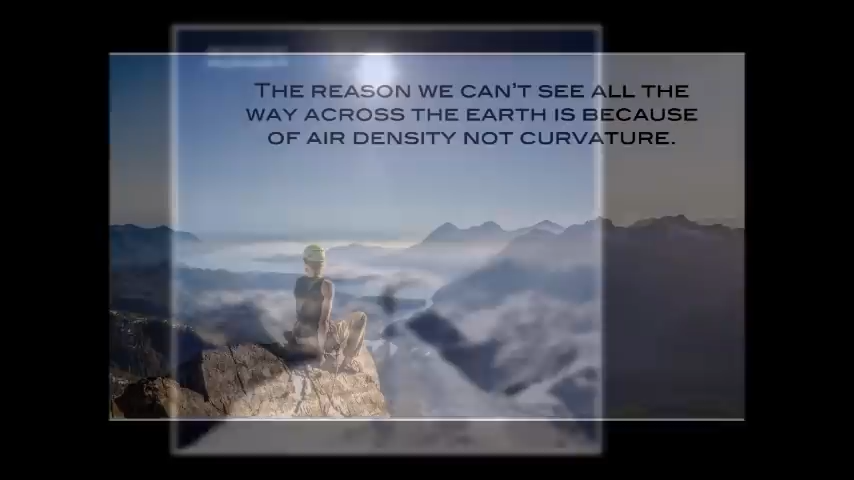 The reason we can't see all the
way across the earth is because
of air density not curvature.